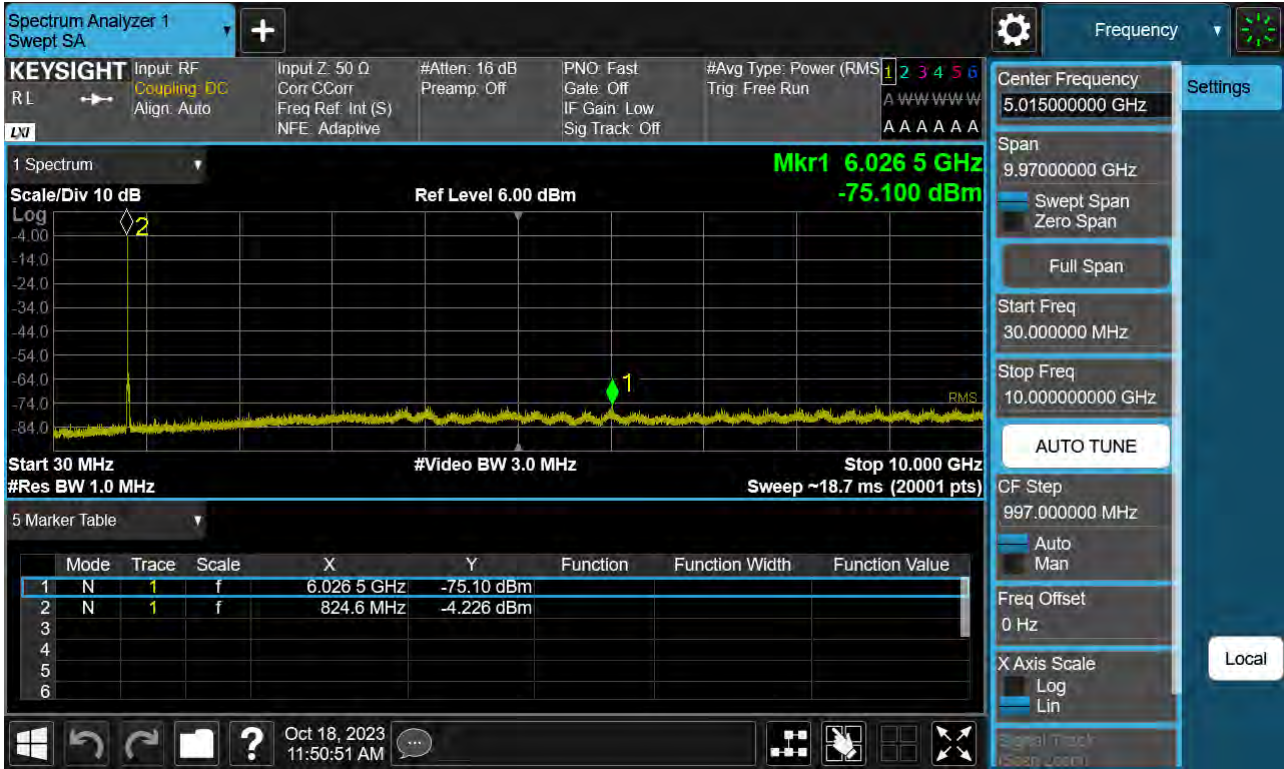 Spectrum Analyzer 1
Swept SA
+
Frequency
KEYSIGHT
RL
LXI
Input: RF
Coupling: DC
Align: Auto
Input Z: 50 Ω
Corr CCorr
Freq Ref: Int (S)
NFE: Adaptive
#Atten: 16 dB
Preamp: Off
PNO: Fast
Gate: Off
IF Gain: Low
Sig Track: Off
#Avg Type: Power (RMS
Trig: Free Run
1 2 3 4 5 6
A W W W W W
A A A A A A
1 Spectrum
Mkr1 6.026 5 GHz
-75.100 dBm
Scale/Div 10 dB
Ref Level 6.00 dBm
Log
-4.00
-14.0
-24.0
-34.0
-44.0
-54.0
-64.0
-74.0
-84.0
2
1
RMS
Start 30 MHz
#Video BW 3.0 MHz
Stop 10.000 GHz
#Res BW 1.0 MHz
Sweep ~18.7 ms (20001 pts)
5 Marker Table
Mode Trace Scale X Y Function Function Width Function Value
1 N 1 f 6.026 5 GHz -75.10 dBm
2 N 1 f 824.6 MHz -4.226 dBm
3
4
5
6
Center Frequency
5.015000000 GHz
Settings
Span
9.97000000 GHz
Swept Span
Zero Span
Full Span
Start Freq
30.000000 MHz
Stop Freq
10.000000000 GHz
AUTO TUNE
CF Step
997.000000 MHz
Auto
Man
Freq Offset
0 Hz
X Axis Scale
Log
Lin
Signal Track
(Span Zoom)
Local
?
Oct 18, 2023
11:50:51 AM